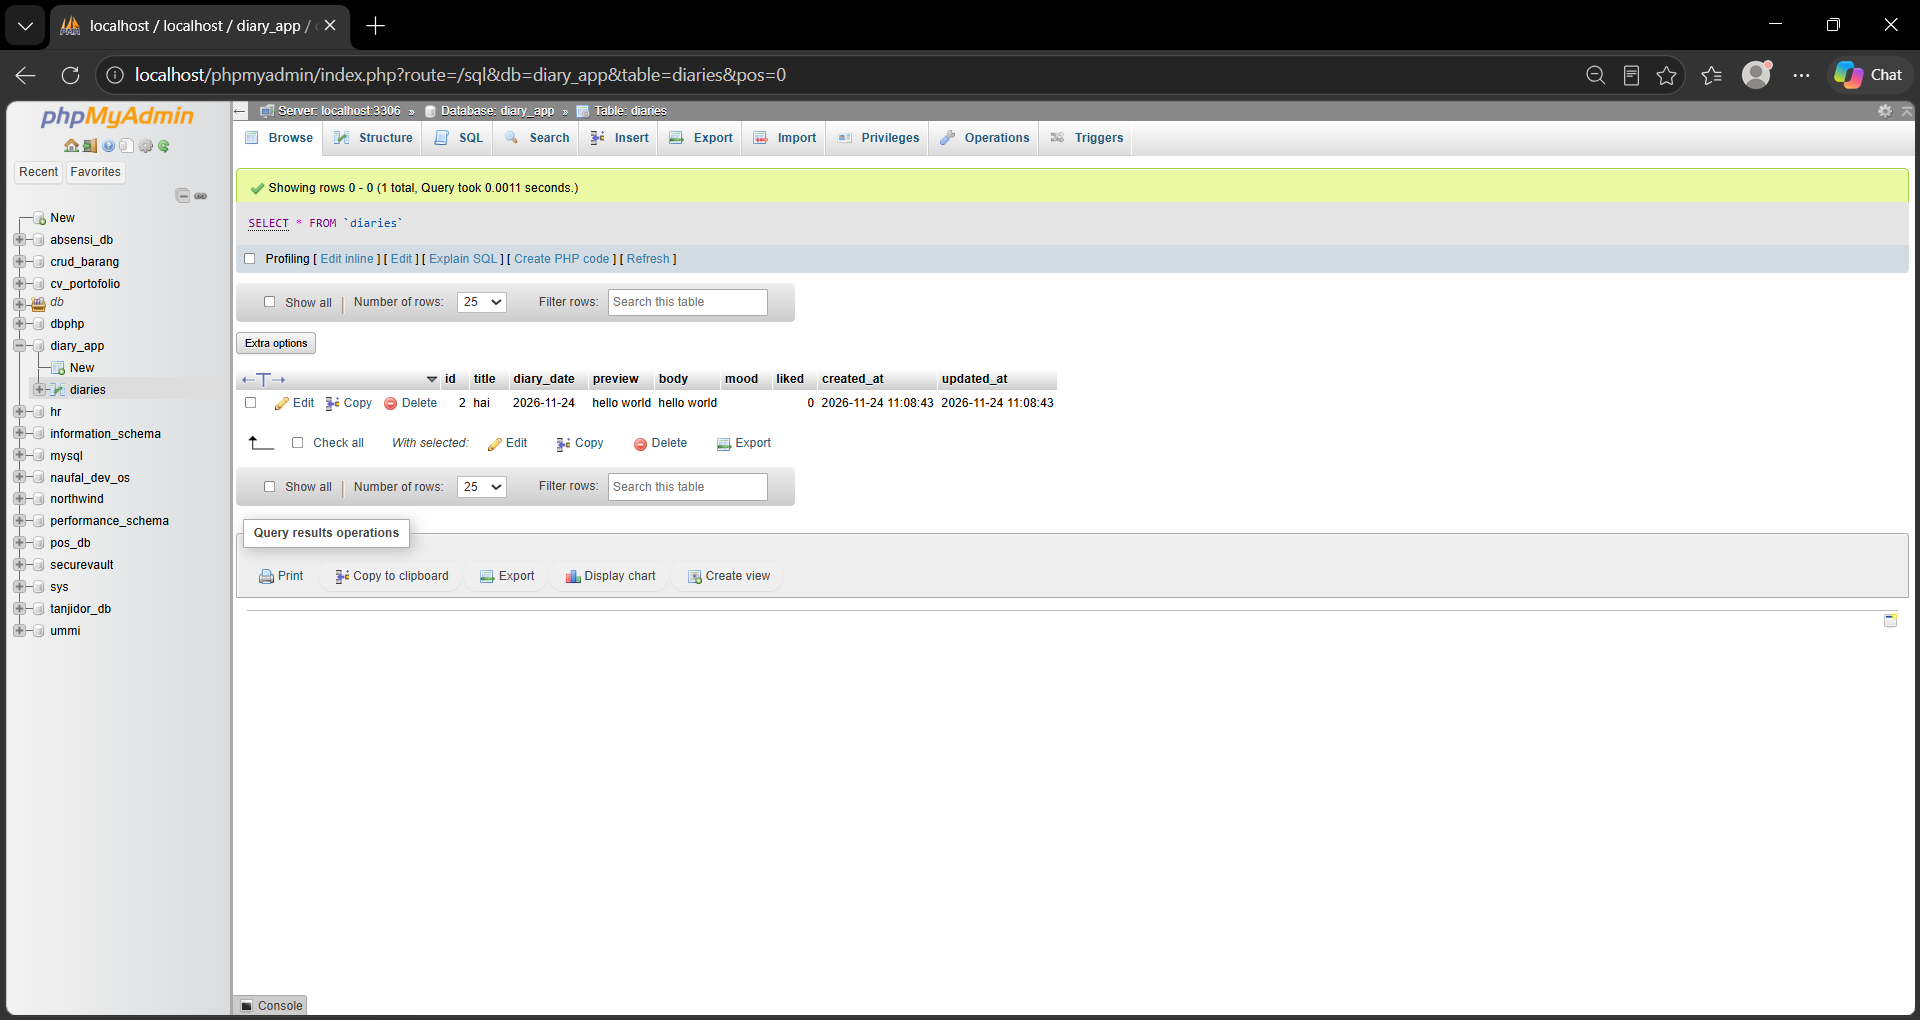 localhost / localhost / diary_app /
localhost/phpmyadmin/index.php?route=/sql&db=diary_app&table=diaries&pos=0
Chat
phpMyAdmin
Recent Favorites
New
absensi_db
crud_barang
cv_portofolio
db
dbphp
diary_app
New
diaries
hr
information_schema
mysql
naufal_dev_os
northwind
performance_schema
pos_db
securevault
sys
tanjidor_db
ummi
Server: localhost:3306 » Database: diary_app » Table: diaries
Browse Structure SQL Search Insert Export Import Privileges Operations Triggers
Showing rows 0 - 0 (1 total, Query took 0.0011 seconds.)
SELECT * FROM `diaries`
Profiling [ Edit inline ] [ Edit ] [ Explain SQL ] [ Create PHP code ] [ Refresh ]
Show all Number of rows: 25 Filter rows: Search this table
Extra options
id title diary_date preview body mood liked created_at updated_at
Edit Copy Delete 2 hai 2026-11-24 hello world hello world 0 2026-11-24 11:08:43 2026-11-24 11:08:43
Check all With selected: Edit Copy Delete Export
Show all Number of rows: 25 Filter rows: Search this table
Query results operations
Print Copy to clipboard Export Display chart Create view
Console